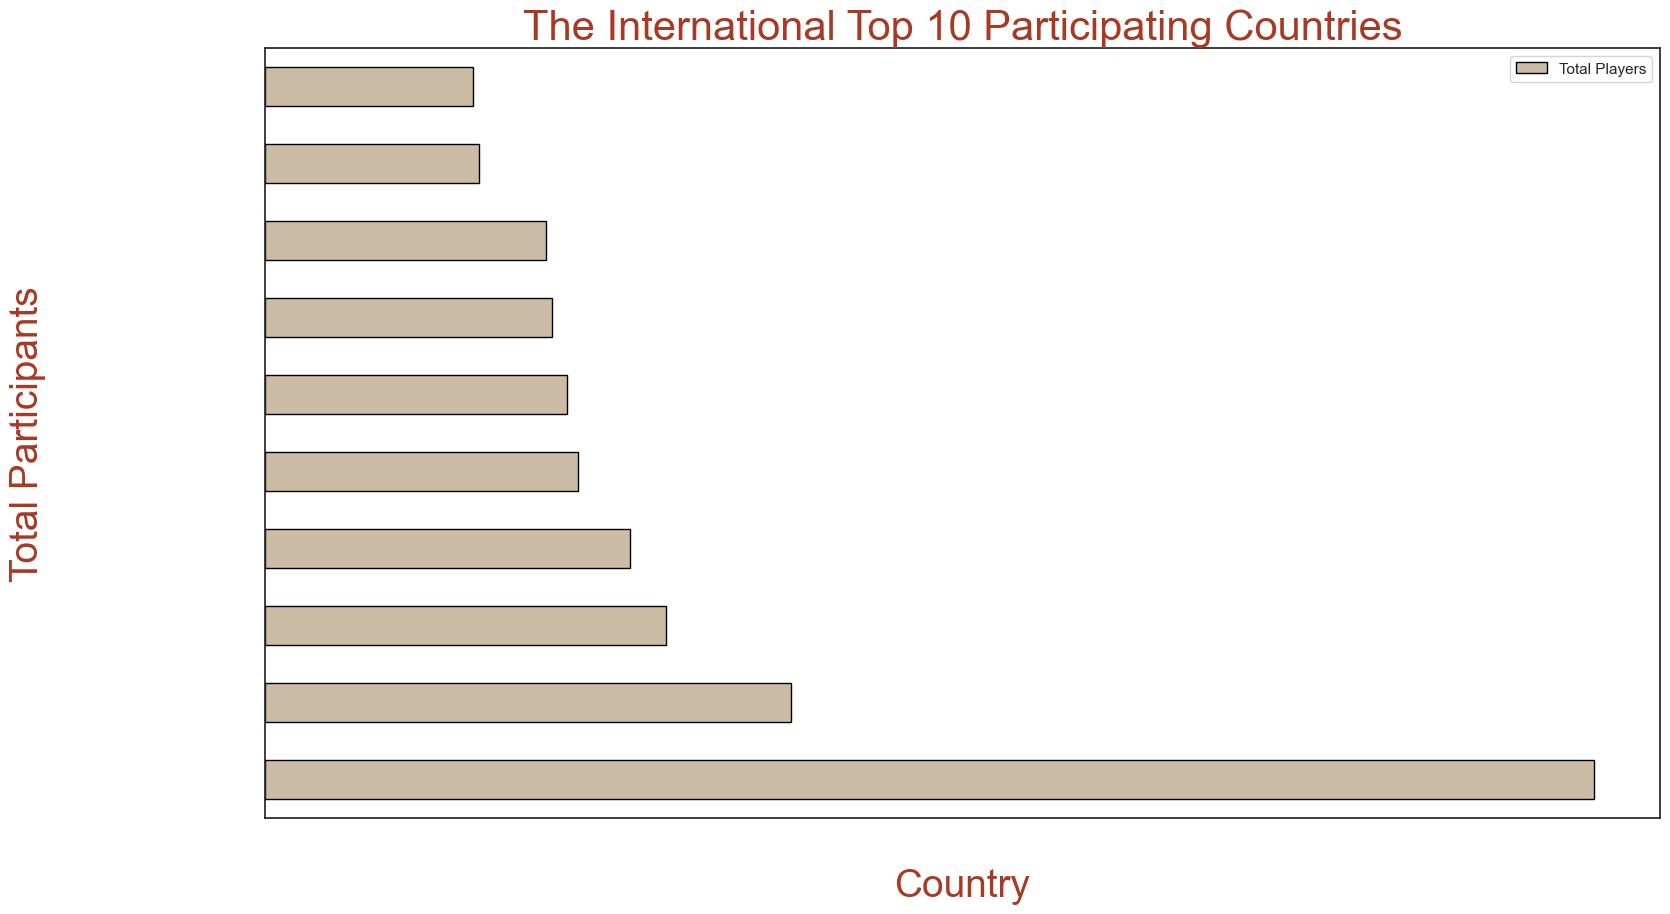 The International Top 10 Participating Countries
Total Players
Total Participants
Country